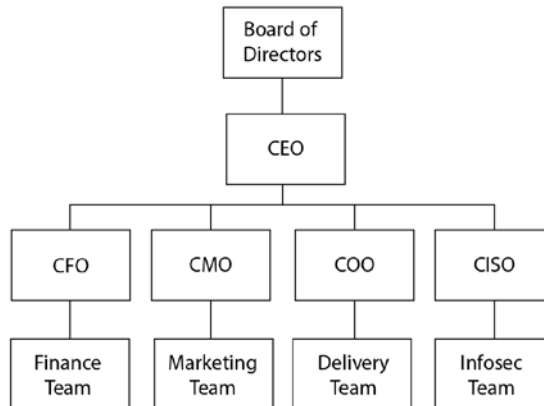 Board of
Directors
CEO
CFO
CMO
COO
CISO
Finance
Team
Marketing
Team
Delivery
Team
Infosec
Team